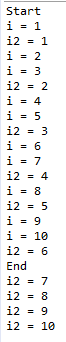 Start
i = 1
i2 = 1
i = 2
i = 3
i2 = 2
i = 4
i = 5
i2 = 3
i = 6
i = 7
i2 = 4
i = 8
i2 = 5
i = 9
i = 10
i2 = 6
End
i2 = 7
i2 = 8
i2 = 9
i2 = 10